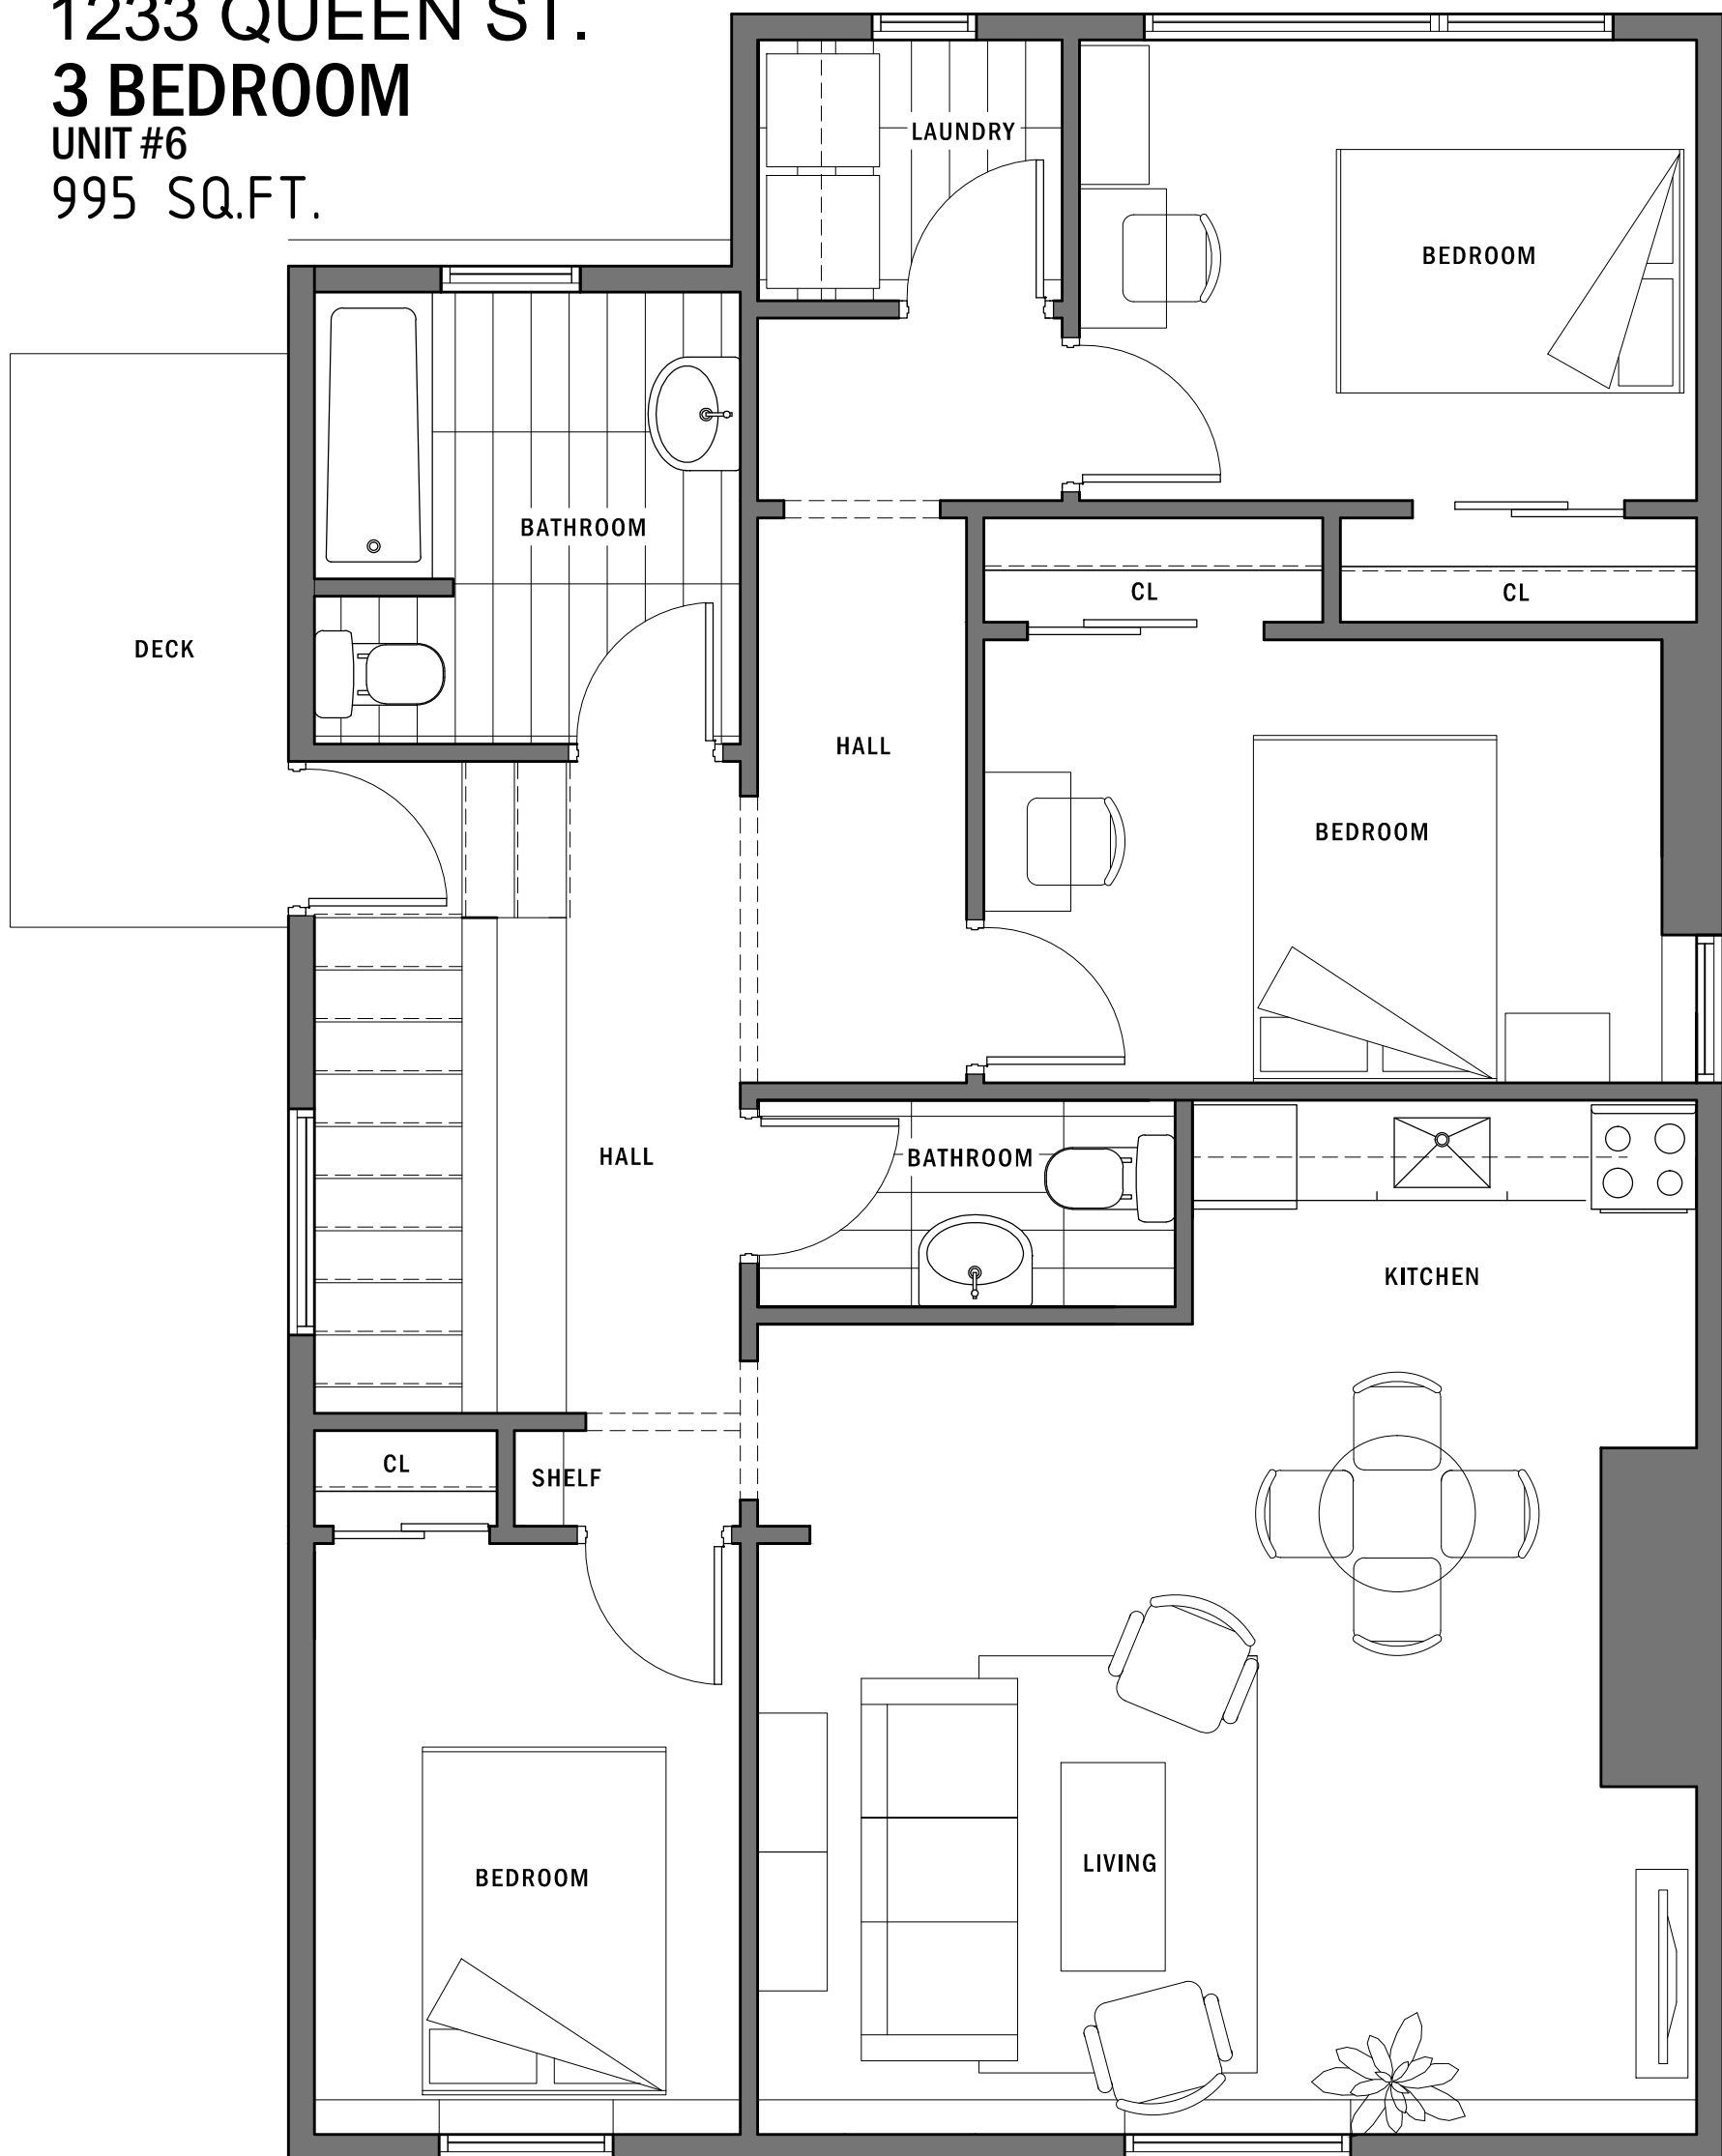 1233 QUEEN ST.
3 BEDROOM
UNIT #6
995 SQ.FT.
LAUNDRY
BEDROOM
BATHROOM
CL
CL
DECK
HALL
BEDROOM
HALL
BATHROOM
KITCHEN
CL
SHELF
LIVING
BEDROOM